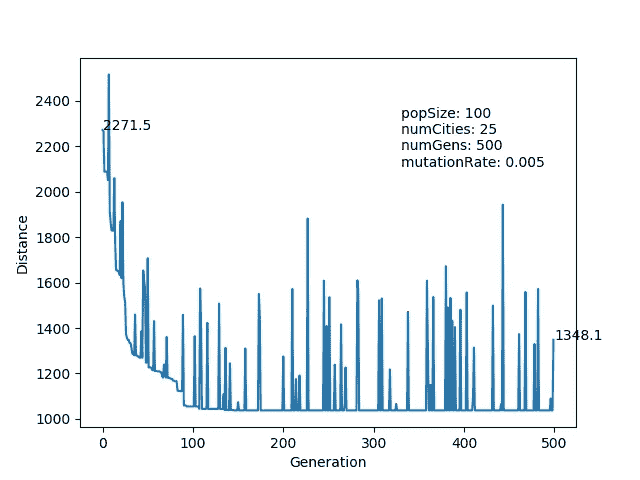 2400
2200
2000
1800
1600
1400
1200
1000
Distance
2271.5
popSize: 100
numCities: 25
numGens: 500
mutationRate: 0.005
1348.1
0 100 200 300 400 500
Generation